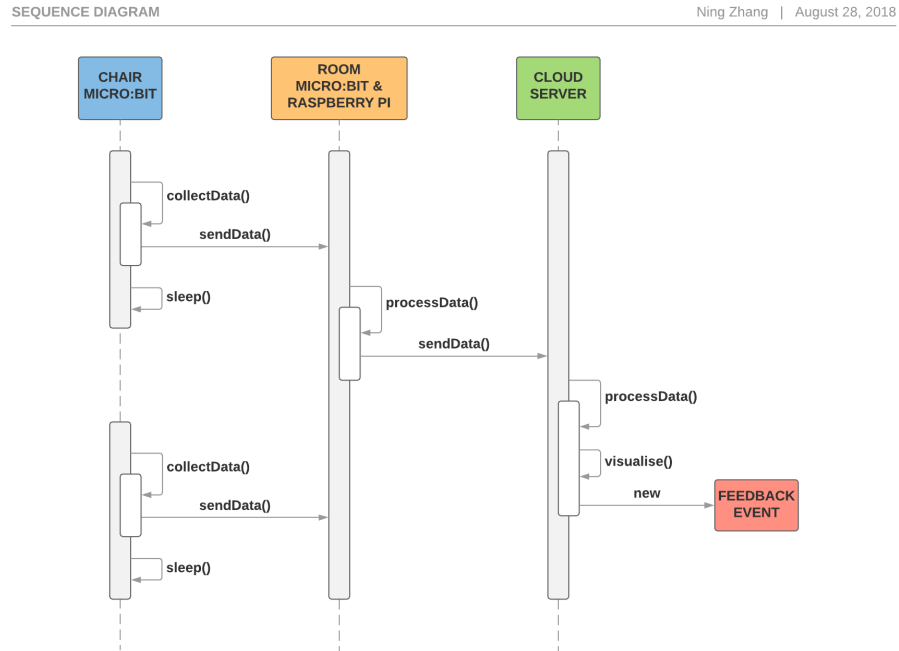 SEQUENCE DIAGRAM
Ning Zhang | August 28, 2018
CHAIR
MICRO:BIT
ROOM
MICRO:BIT &
RASPBERRY PI
CLOUD
SERVER
collectData()
sendData()
sleep()
processData()
sendData()
processData()
collectData()
visualise()
new
FEEDBACK
EVENT
sendData()
sleep()